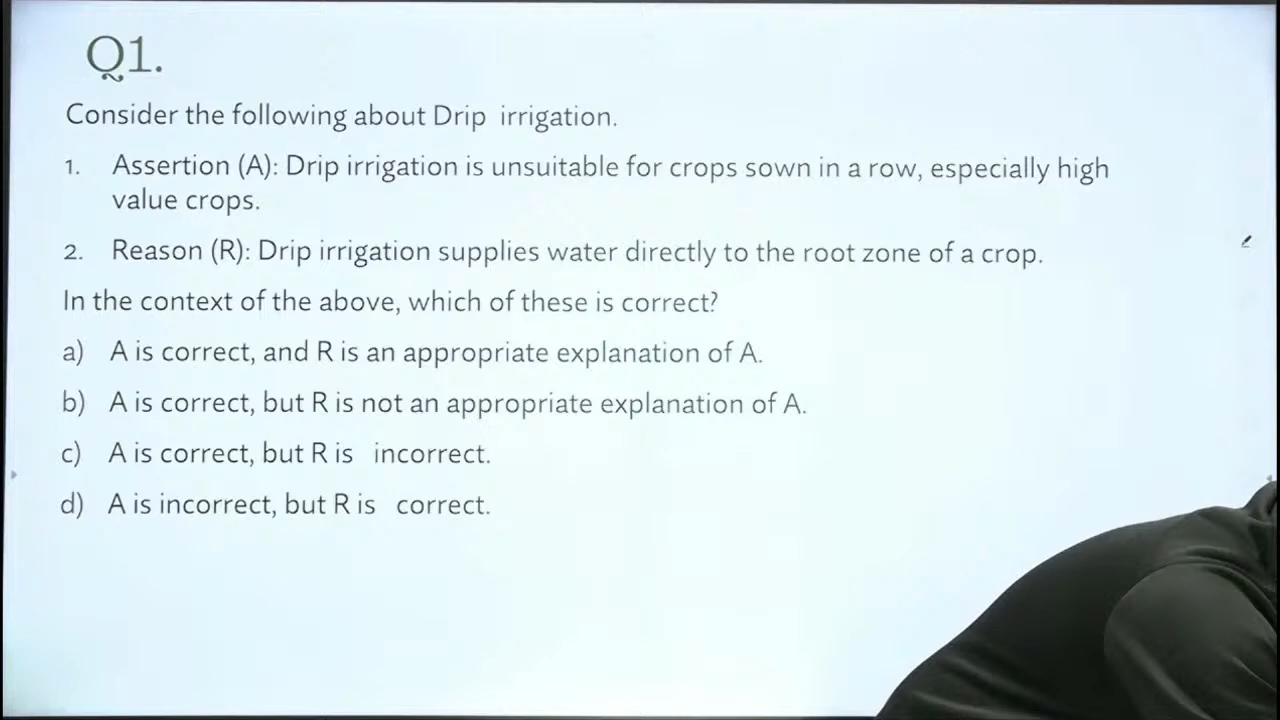 Q1.
Consider the following about Drip irrigation.
1. Assertion (A): Drip irrigation is unsuitable for crops sown in a row, especially high
value crops.
2. Reason (R): Drip irrigation supplies water directly to the root zone of a crop.
In the context of the above, which of these is correct?
a) A is correct, and R is an appropriate explanation of A.
b) A is correct, but R is not an appropriate explanation of A.
c) A is correct, but R is incorrect.
d) A is incorrect, but R is correct.